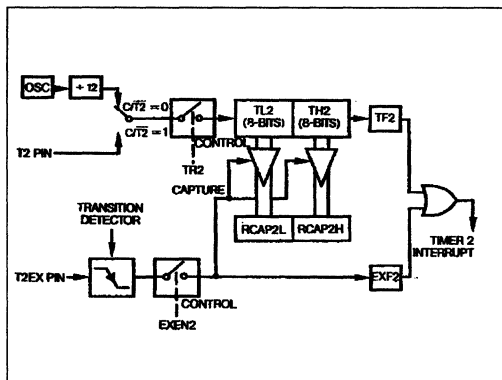 OSC
÷ 12
C/T2 = 0
C/T2 = 1
T2 PIN
CONTROL
TR2
TL2
(8-BITS)
TH2
(8-BITS)
TF2
CAPTURE
RCAP2L
RCAP2H
TRANSITION
DETECTOR
T2EX PIN
CONTROL
EXEN2
EXF2
TIMER 2
INTERRUPT